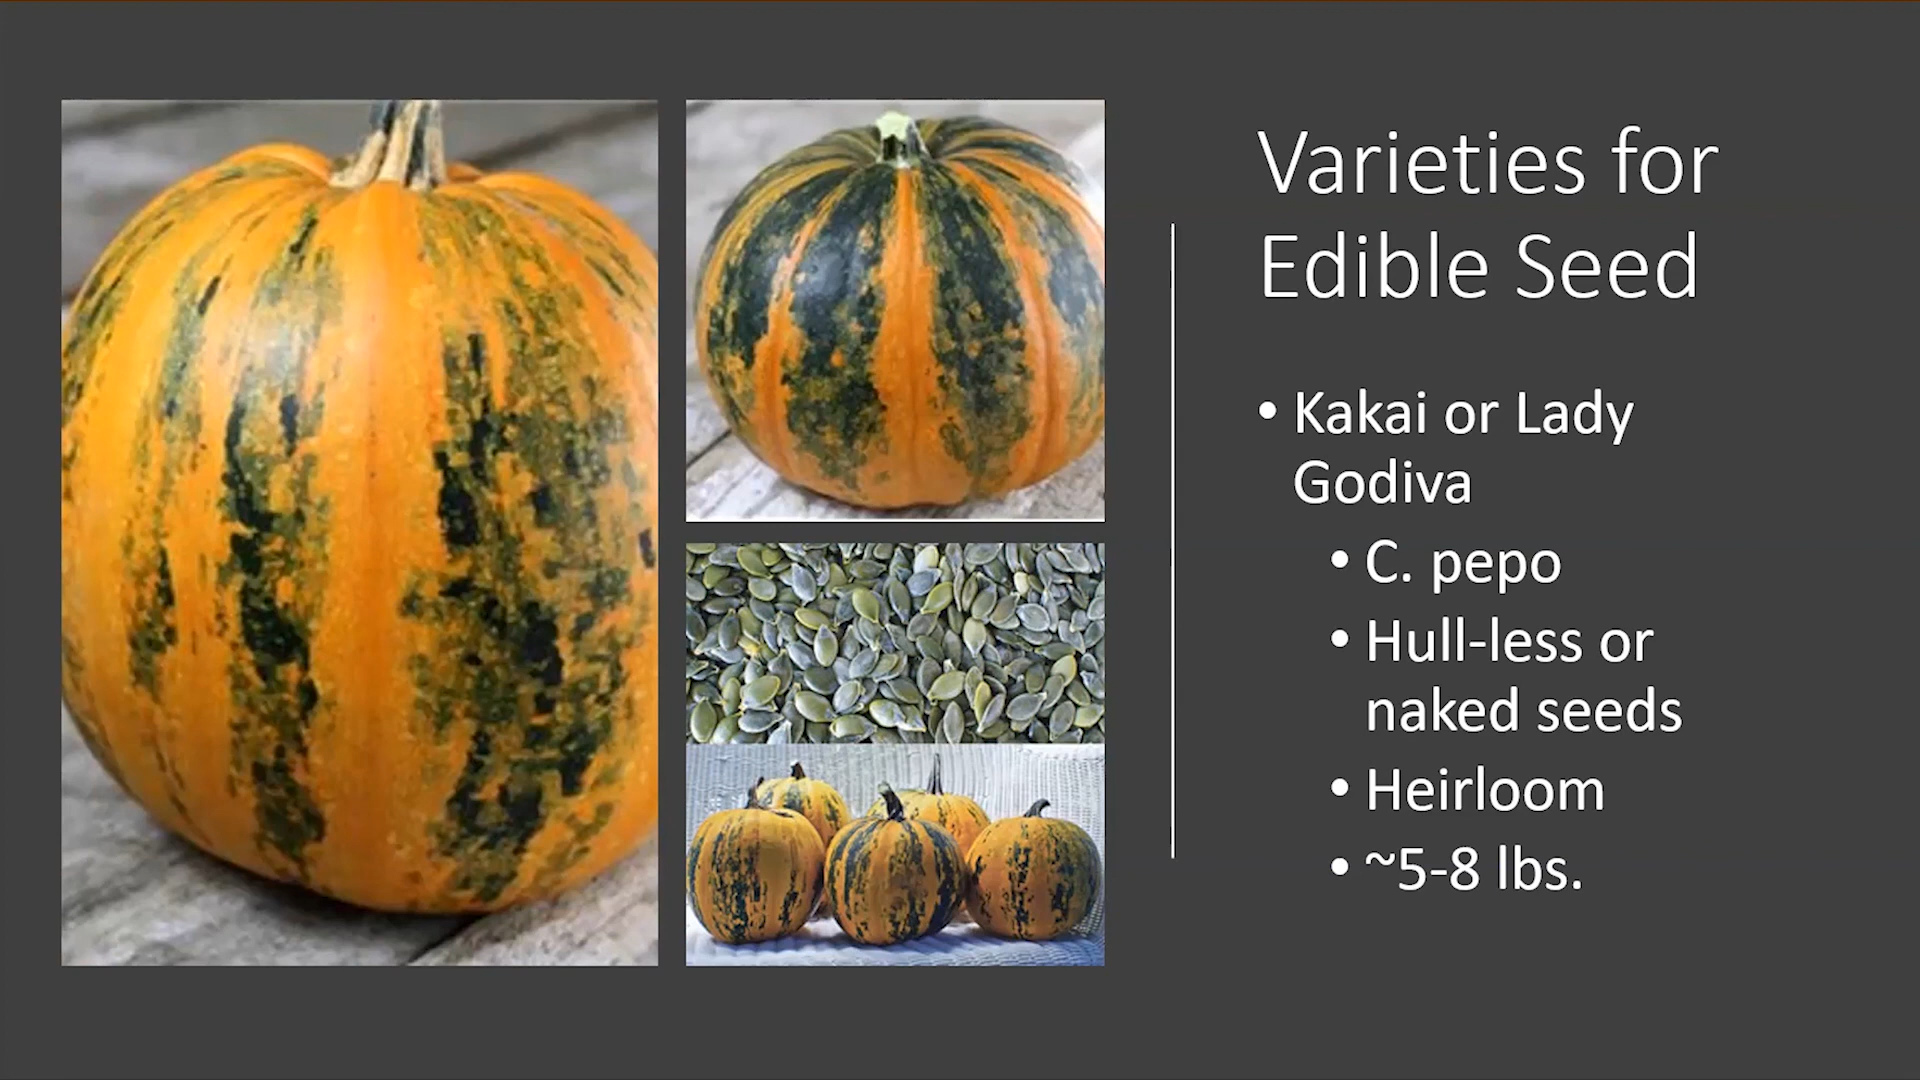 Varieties for
Edible Seed
• Kakai or Lady
Godiva
• C. pepo
• Hull-less or
naked seeds
• Heirloom
• ~5-8 lbs.